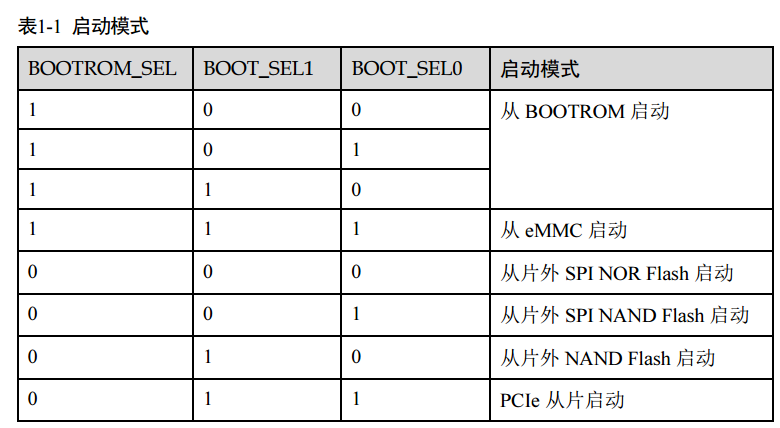 表1-1 启动模式
BOOTROM_SEL BOOT_SEL1 BOOT_SEL0 启动模式
1 0 0 从 BOOTROM 启动
1 0 1
1 1 0
1 1 1 从 eMMC 启动
0 0 0 从片外 SPI NOR Flash 启动
0 0 1 从片外 SPI NAND Flash 启动
0 1 0 从片外 NAND Flash 启动
0 1 1 PCIe 从片启动